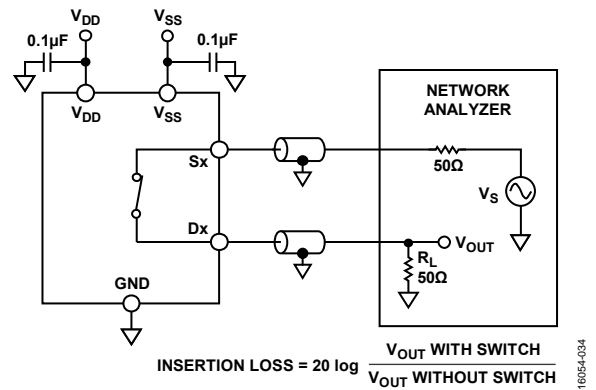 VDD
VSS
0.1µF
0.1µF
VDD
VSS
NETWORK
ANALYZER
Sx
50Ω
VS
Dx
VOUT
RL
50Ω
GND
INSERTION LOSS = 20 log
VOUT WITH SWITCH
VOUT WITHOUT SWITCH
16054-034